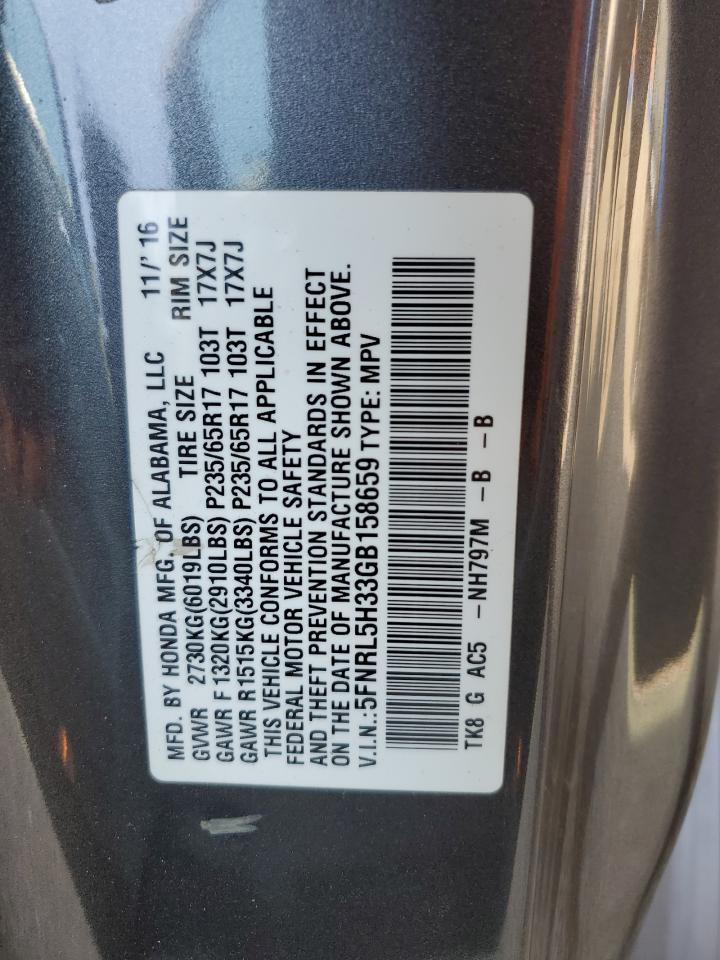 MFD. BY HONDA MFG. OF ALABAMA, LLC 11/'16
GVWR 2730KG(6019LBS) TIRE SIZE RIM SIZE
GAWR F 1320KG(2910LBS) P235/65R17 103T 17X7J
GAWR R1515KG(3340LBS) P235/65R17 103T 17X7J
THIS VEHICLE CONFORMS TO ALL APPLICABLE
FEDERAL MOTOR VEHICLE SAFETY
AND THEFT PREVENTION STANDARDS IN EFFECT
ON THE DATE OF MANUFACTURE SHOWN ABOVE.
V.I.N.:5FNRL5H33GB158659 TYPE: MPV
TK8 G AC5 -NH797M -B -B